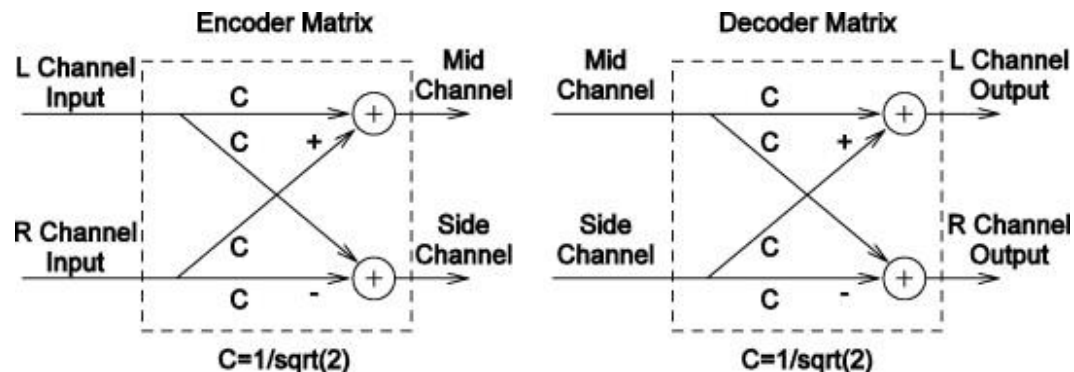 Encoder Matrix
L Channel
Input
C
Mid
Channel
+
C
+
R Channel
Input
C
Side
Channel
C
-
+
C=1/sqrt(2)
Decoder Matrix
Mid
Channel
C
L Channel
Output
+
C
+
Side
Channel
C
R Channel
Output
C
-
+
C=1/sqrt(2)